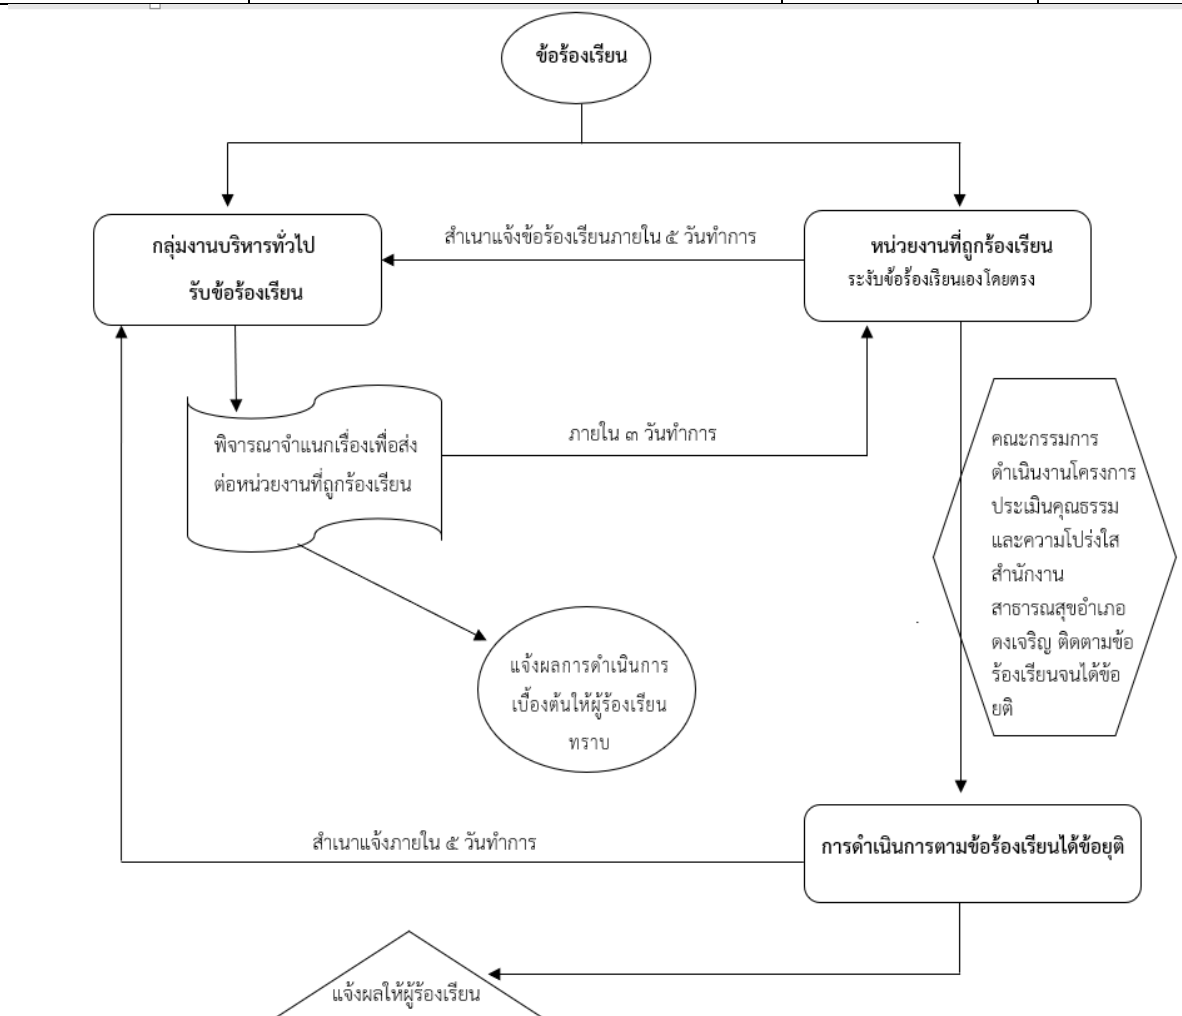 ข้อร้องเรียน
กลุ่มงานบริหารทั่วไป
รับข้อร้องเรียน
สำเนาแจ้งข้อร้องเรียนภายใน ๕ วันทำการ
หน่วยงานที่ถูกร้องเรียน
ระงับข้อร้องเรียนเองโดยตรง
พิจารณาจำแนกเรื่องเพื่อส่ง
ต่อหน่วยงานที่ถูกร้องเรียน
ภายใน ๓ วันทำการ
คณะกรรมการ
ดำเนินงานโครงการ
ประเมินคุณธรรม
และความโปร่งใส
สำนักงาน
สาธารณสุขอำเภอ
ดงเจริญ ติดตามข้อ
ร้องเรียนจนได้ข้อ
ยติ
แจ้งผลการดำเนินการ
เบื้องต้นให้ผู้ร้องเรียน
ทราบ
สำเนาแจ้งภายใน ๕ วันทำการ
การดำเนินการตามข้อร้องเรียนได้ข้อยุติ
แจ้งผลให้ผู้ร้องเรียน